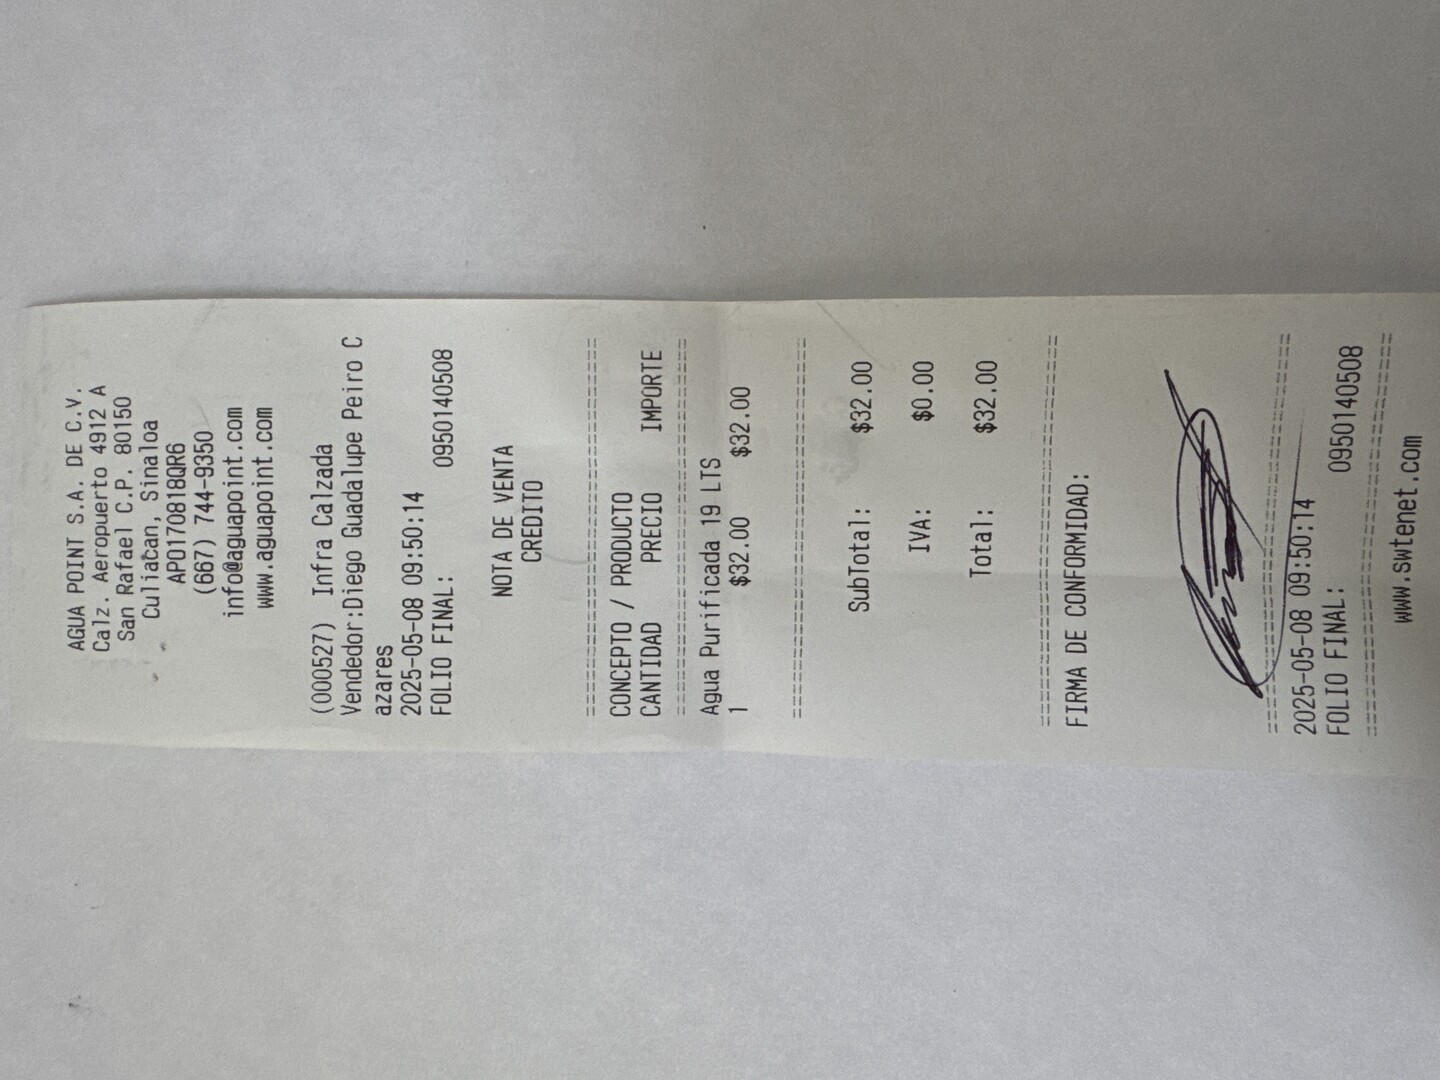 AGUA POINT S.A. DE C.V.
Calz. Aeropuerto 4912 A
San Rafael C.P. 80150
Culiacan, Sinaloa
APO170818QR6
(667) 744-9350
info@aguapoint.com
www.aguapoint.com
(000527) Infra Calzada
Vendedor:Diego Guadalupe Peiro C
azares
2025-05-08 09:50:14
FOLIO FINAL: 0950140508
NOTA DE VENTA
CREDITO
================================
CONCEPTO / PRODUCTO
CANTIDAD PRECIO IMPORTE
================================
Agua Purificada 19 LTS
1 $32.00 $32.00
================================
SubTotal: $32.00
IVA: $0.00
Total: $32.00
================================
FIRMA DE CONFORMIDAD:
================================
2025-05-08 09:50:14
FOLIO FINAL: 0950140508
================================
www.swtenet.com